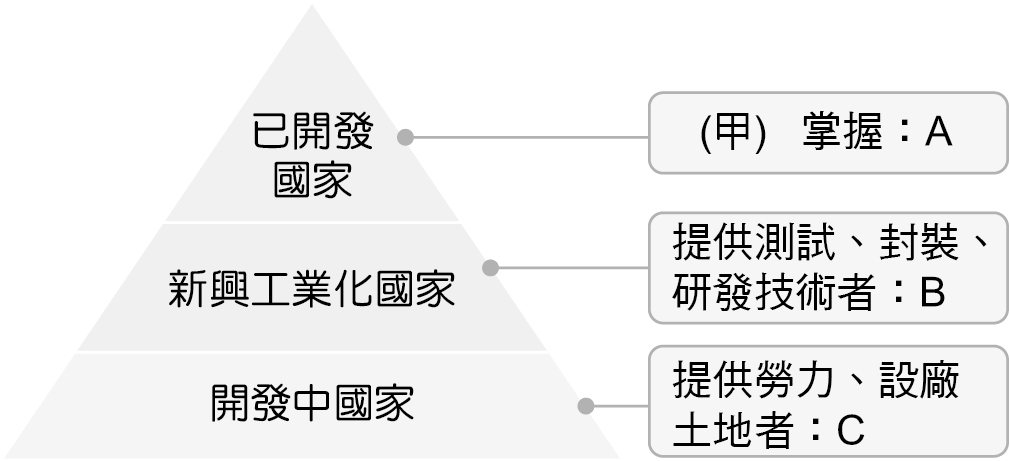 已開發
國家
(甲) 掌握：A
新興工業化國家
提供測試、封裝、
研發技術者：B
開發中國家
提供勞力、設廠
土地者：C